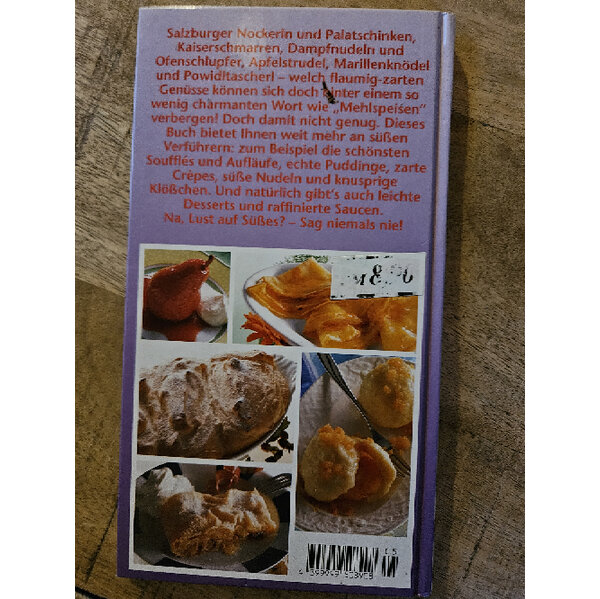 Salzburger Nockerln und Palatschinken,
Kaiserschmarren, Dampfnudeln und
Ofenschlupfer, Apfelstrudel, Marillenknödel
und Powidltascherl – welch flaumig-zarten
Genüsse können sich doch hinter einem so
wenig charmanten Wort wie „Mehlspeisen“
verbergen! Doch damit nicht genug. Dieses
Buch bietet Ihnen weit mehr an süßen
Verführern: zum Beispiel die schönsten
Soufflés und Aufläufe, echte Puddinge, zarte
Crêpes, süße Nudeln und knusprige
Klößchen. Und natürlich gibt's auch leichte
Desserts und raffinierte Saucen.
Na, Lust auf Süßes? – Sag niemals nie!